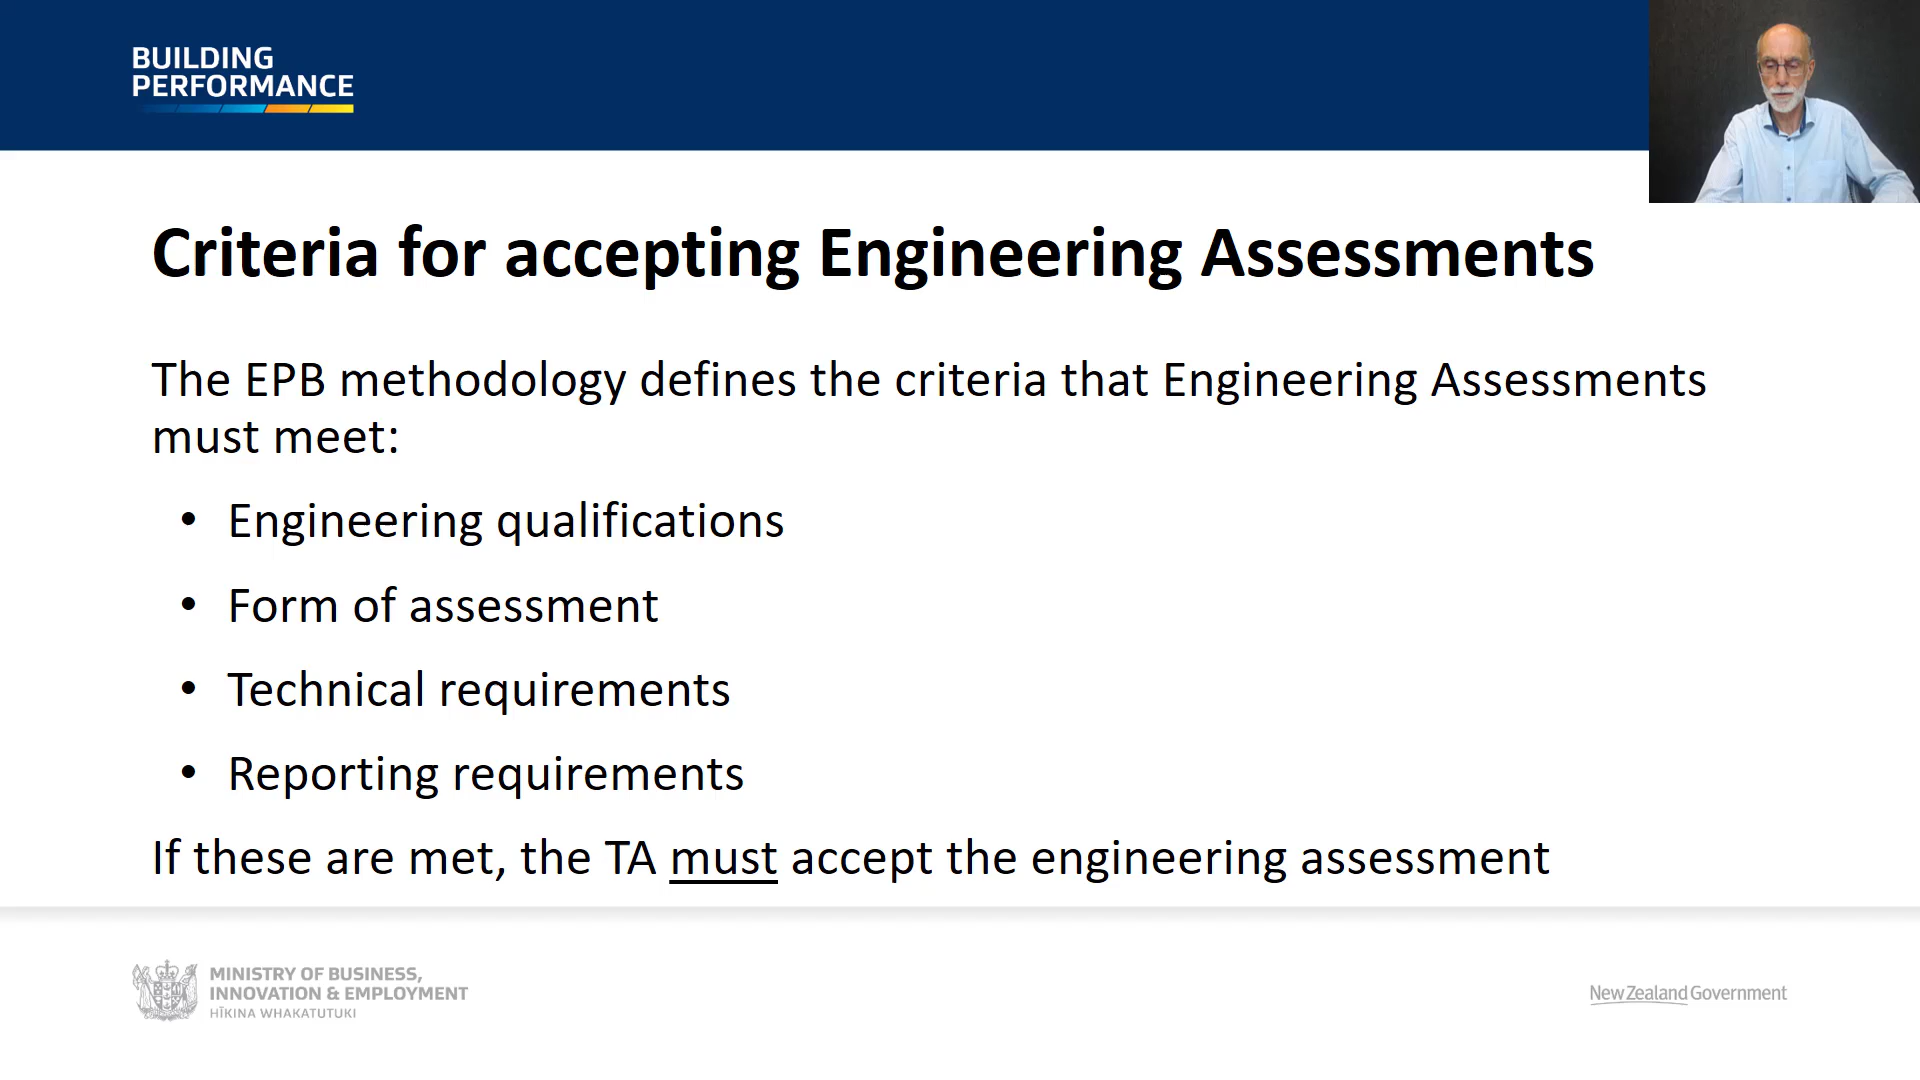 BUILDING
PERFORMANCE
Criteria for accepting Engineering Assessments
The EPB methodology defines the criteria that Engineering Assessments
must meet:
• Engineering qualifications
• Form of assessment
• Technical requirements
• Reporting requirements
If these are met, the TA must accept the engineering assessment
MINISTRY OF BUSINESS,
INNOVATION & EMPLOYMENT
HĪKINA WHAKATUTUKI
New Zealand Government